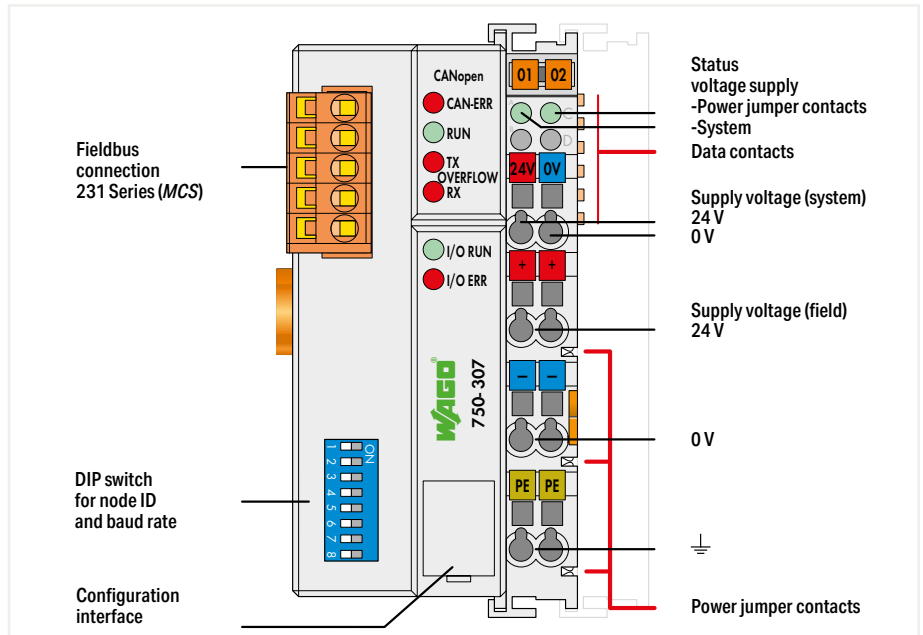 Fieldbus
connection
231 Series (MCS)
DIP switch
for node ID
and baud rate
Configuration
interface
CANopen
CAN-ERR
RUN
TX
OVERFLOW
RX
I/O RUN
I/O ERR
WAGO®
750-307
ON
1
2
3
4
5
6
7
8
01 02
C
D
24V 0V
+ +
− −
PE PE
Status
voltage supply
-Power jumper contacts
-System
Data contacts
Supply voltage (system)
24 V
0 V
Supply voltage (field)
24 V
0 V
Power jumper contacts